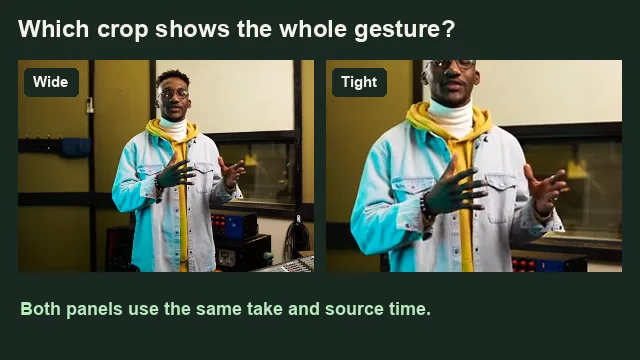 Which crop shows the whole gesture?
Wide
Tight
Both panels use the same take and source time.